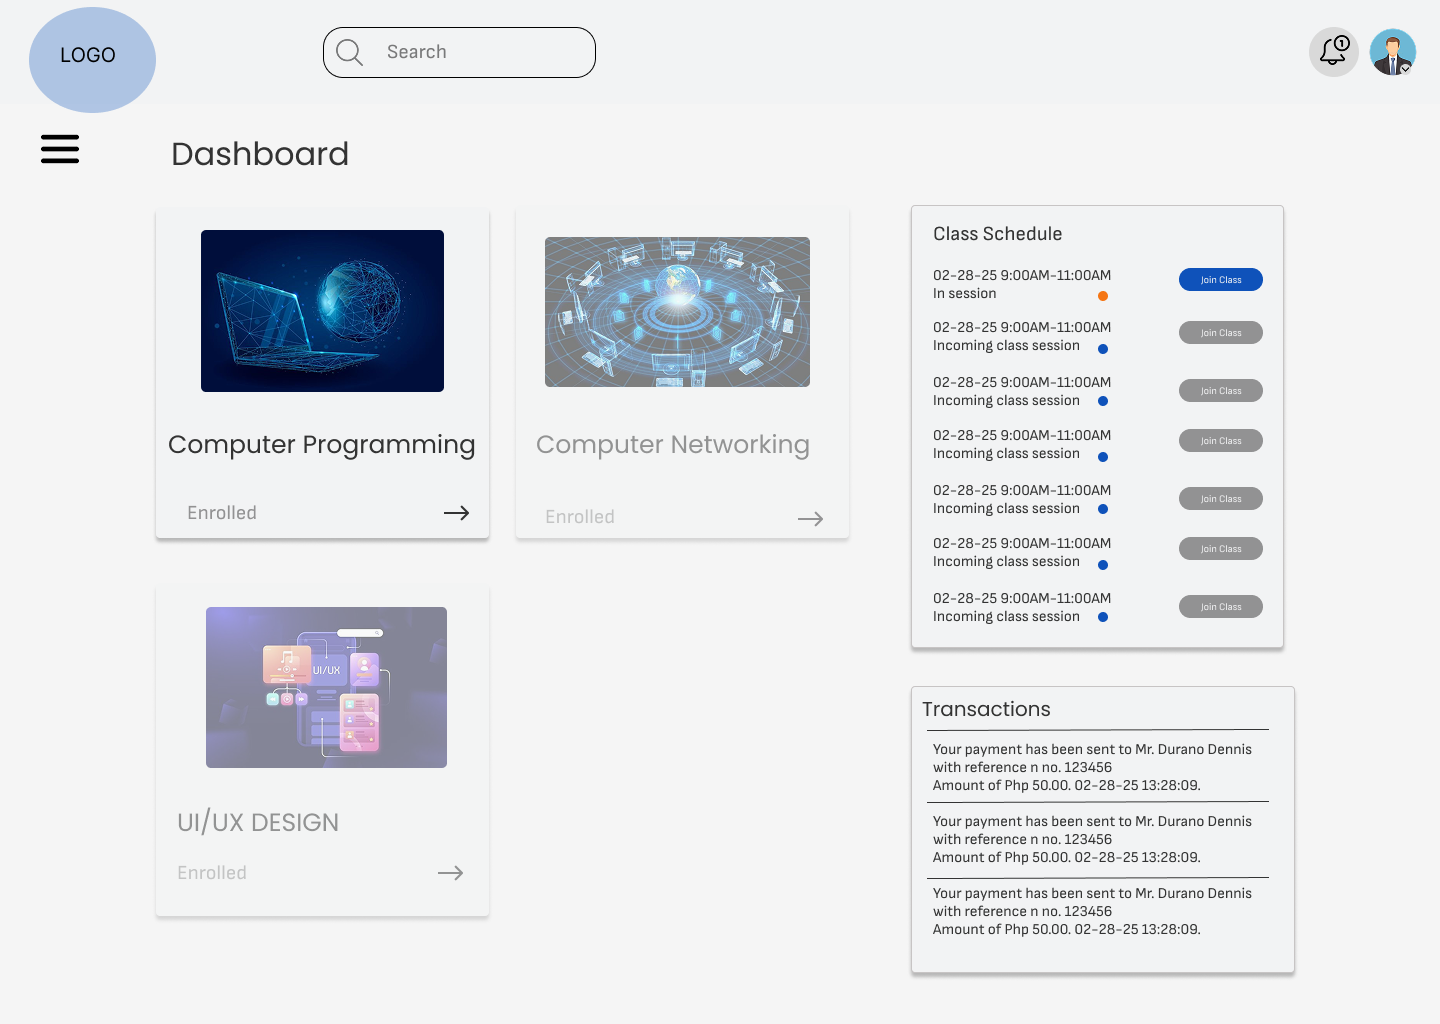 LOGO
Search
1
Dashboard
Computer Programming
Enrolled
Computer Networking
Enrolled
UI/UX
UI/UX DESIGN
Enrolled
Class Schedule
02-28-25 9:00AM-11:00AM
In session
Join Class
02-28-25 9:00AM-11:00AM
Incoming class session
Join Class
02-28-25 9:00AM-11:00AM
Incoming class session
Join Class
02-28-25 9:00AM-11:00AM
Incoming class session
Join Class
02-28-25 9:00AM-11:00AM
Incoming class session
Join Class
02-28-25 9:00AM-11:00AM
Incoming class session
Join Class
02-28-25 9:00AM-11:00AM
Incoming class session
Join Class
Transactions
Your payment has been sent to Mr. Durano Dennis
with reference n no. 123456
Amount of Php 50.00. 02-28-25 13:28:09.
Your payment has been sent to Mr. Durano Dennis
with reference n no. 123456
Amount of Php 50.00. 02-28-25 13:28:09.
Your payment has been sent to Mr. Durano Dennis
with reference n no. 123456
Amount of Php 50.00. 02-28-25 13:28:09.